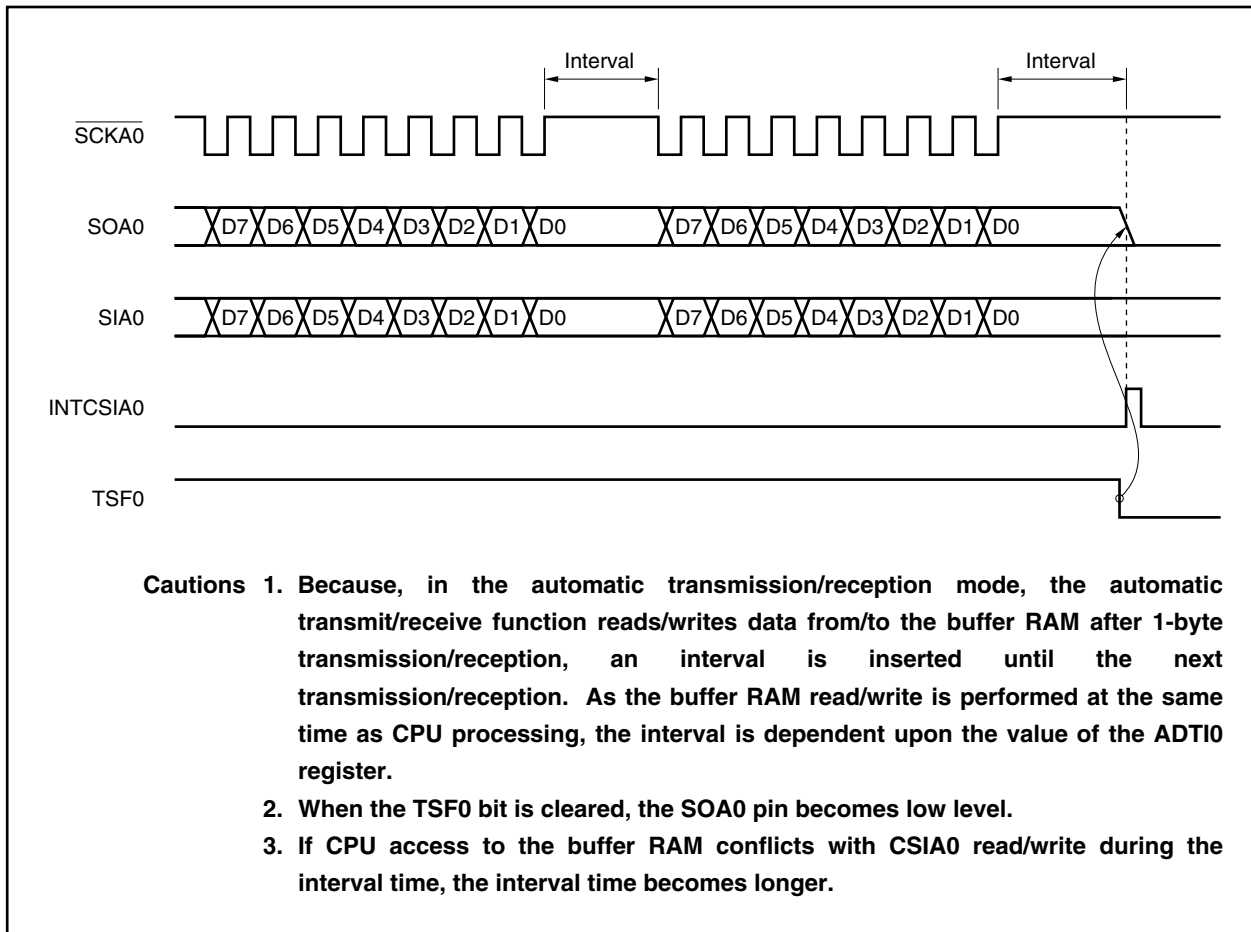 Interval Interval
SCKA0
SOA0 D7 D6 D5 D4 D3 D2 D1 D0 D7 D6 D5 D4 D3 D2 D1 D0
SIA0 D7 D6 D5 D4 D3 D2 D1 D0 D7 D6 D5 D4 D3 D2 D1 D0
INTCSIA0
TSF0
Cautions 1. Because, in the automatic transmission/reception mode, the automatic
transmit/receive function reads/writes data from/to the buffer RAM after 1-byte
transmission/reception, an interval is inserted until the next
transmission/reception. As the buffer RAM read/write is performed at the same
time as CPU processing, the interval is dependent upon the value of the ADTI0
register.
2. When the TSF0 bit is cleared, the SOA0 pin becomes low level.
3. If CPU access to the buffer RAM conflicts with CSIA0 read/write during the
interval time, the interval time becomes longer.